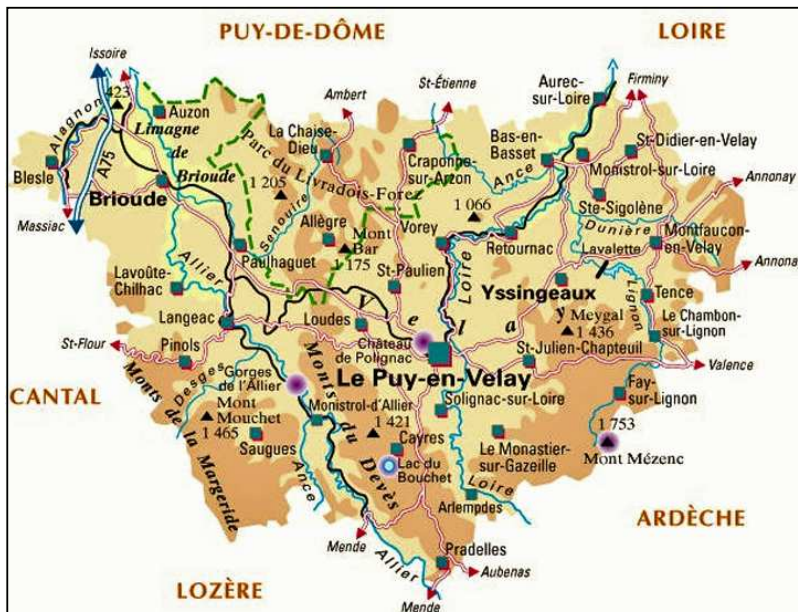 PUY-DE-DÔME
LOIRE
Issoire
423
Alagnon
A75
Auzon
Limagne
de
Brioude
Blesle
Brioude
Massiac
Ambert
St-Étienne
La Chaise-
Dieu
Parc du Livradois-Forez
1 205
Senouire
Craponne-
sur-Arzon
Aurec-
sur-Loire
Firminy
Bas-en-
Basset
Ance
St-Didier-en-Velay
Monistrol-sur-Loire
Ste-Sigolène
Annonay
1 066
Dunière
Montfaucon-
en-Velay
Lavalette
Annona
Allègre
Mont
Bar
1 175
Vorey
Retournac
Loire
Paulhaguet
Allier
Lavoûte-
Chilhac
St-Paulien
Yssingeaux
Lignon
Tence
Velay
Meygal
1 436
Le Chambon-
sur-Lignon
Langeac
Loudes
Château
de Polignac
St-Julien-Chapteuil
Valence
St-Flour
Pinols
Le Puy-en-Velay
CANTAL
Desges
Gorges
de l'Allier
Monts de la Margeride
Mont
Mouchet
1 465
Saugues
Monistrol-d'Allier
Monts du Devès
1 421
Cayres
Lac du
Bouchet
Solignac-sur-Loire
Fay-
sur-Lignon
Le Monastier-
sur-Gazeille
1 753
Mont Mézenc
Ance
Loire
Arlempdes
ARDÈCHE
Mende
Allier
Pradelles
Aubenas
LOZÈRE
Mende